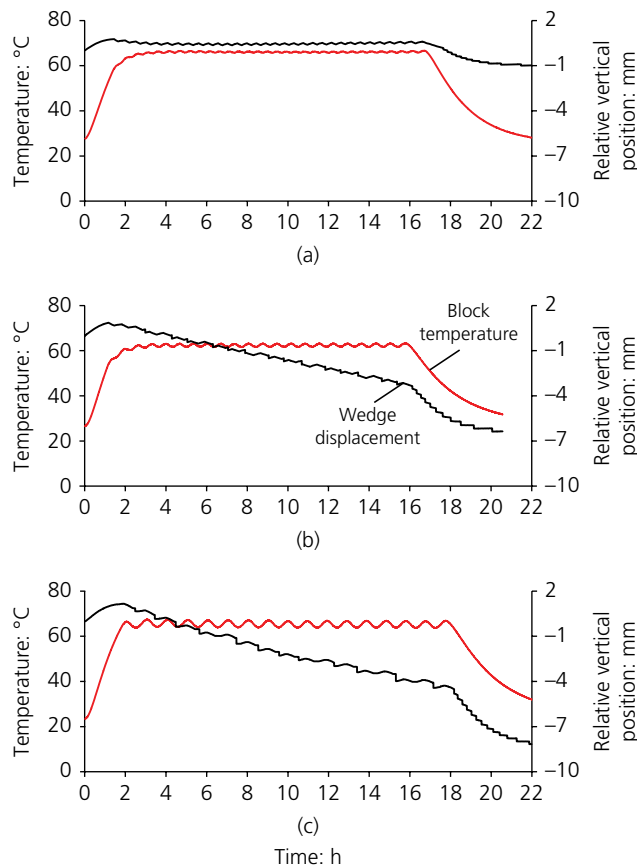 80
60
40
20
0
Temperature: °C
2
−1
−4
−7
−10
Relative vertical
position: mm
0 2 4 6 8 10 12 14 16 18 20 22
(a)
80
60
40
20
0
Temperature: °C
Block
temperature
Wedge
displacement
2
−1
−4
−7
−10
Relative vertical
position: mm
0 2 4 6 8 10 12 14 16 18 20 22
(b)
80
60
40
20
0
Temperature: °C
2
−1
−4
−7
−10
Relative vertical
position: mm
0 2 4 6 8 10 12 14 16 18 20 22
(c)
Time: h